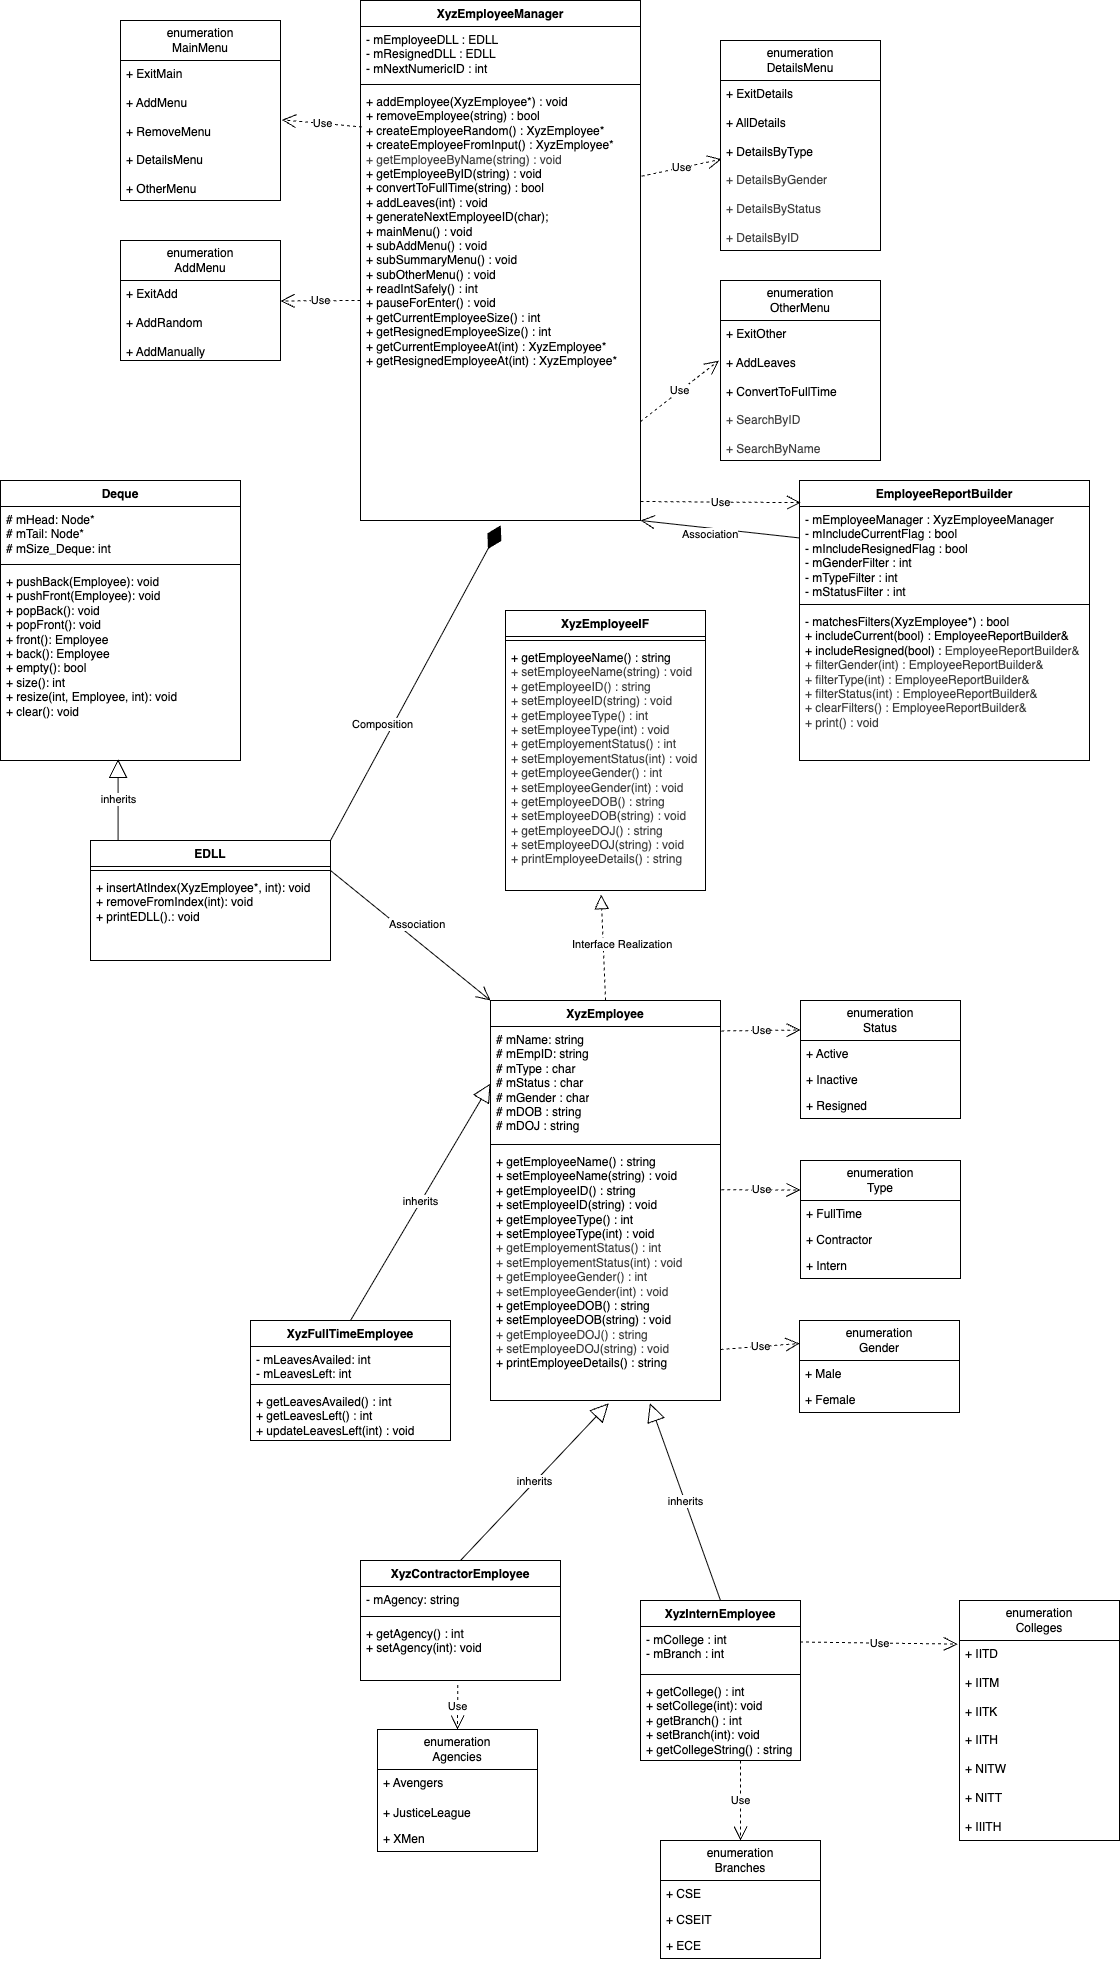 XyzEmployeeManager
- mEmployeeDLL : EDLL
- mResignedDLL : EDLL
- mNextNumericID : int
+ addEmployee(XyzEmployee*) : void
+ removeEmployee(string) : bool
+ createEmployeeRandom() : XyzEmployee*
+ createEmployeeFromInput() : XyzEmployee*
+ getEmployeeByName(string) : void
+ getEmployeeByID(string) : void
+ convertToFullTime(string) : bool
+ addLeaves(int) : void
+ generateNextEmployeeID(char);
+ mainMenu() : void
+ subAddMenu() : void
+ subSummaryMenu() : void
+ subOtherMenu() : void
+ readIntSafely() : int
+ pauseForEnter() : void
+ getCurrentEmployeeSize() : int
+ getResignedEmployeeSize() : int
+ getCurrentEmployeeAt(int) : XyzEmployee*
+ getResignedEmployeeAt(int) : XyzEmployee*
enumeration
MainMenu
+ ExitMain
+ AddMenu
+ RemoveMenu
+ DetailsMenu
+ OtherMenu
Use
enumeration
AddMenu
+ ExitAdd
+ AddRandom
+ AddManually
Use
enumeration
DetailsMenu
+ ExitDetails
+ AllDetails
+ DetailsByType
+ DetailsByGender
+ DetailsByStatus
+ DetailsByID
Use
enumeration
OtherMenu
+ ExitOther
+ AddLeaves
+ ConvertToFullTime
+ SearchByID
+ SearchByName
Use
Deque
# mHead: Node*
# mTail: Node*
# mSize_Deque: int
+ pushBack(Employee): void
+ pushFront(Employee): void
+ popBack(): void
+ popFront(): void
+ front(): Employee
+ back(): Employee
+ empty(): bool
+ size(): int
+ resize(int, Employee, int): void
+ clear(): void
inherits
Use
Association
EmployeeReportBuilder
- mEmployeeManager : XyzEmployeeManager
- mIncludeCurrentFlag : bool
- mIncludeResignedFlag : bool
- mGenderFilter : int
- mTypeFilter : int
- mStatusFilter : int
- matchesFilters(XyzEmployee*) : bool
+ includeCurrent(bool) : EmployeeReportBuilder&
+ includeResigned(bool) : EmployeeReportBuilder&
+ filterGender(int) : EmployeeReportBuilder&
+ filterType(int) : EmployeeReportBuilder&
+ filterStatus(int) : EmployeeReportBuilder&
+ clearFilters() : EmployeeReportBuilder&
+ print() : void
Composition
XyzEmployeeIF
+ getEmployeeName() : string
+ setEmployeeName(string) : void
+ getEmployeeID() : string
+ setEmployeeID(string) : void
+ getEmployeeType() : int
+ setEmployeeType(int) : void
+ getEmployementStatus() : int
+ setEmployementStatus(int) : void
+ getEmployeeGender() : int
+ setEmployeeGender(int) : void
+ getEmployeeDOB() : string
+ setEmployeeDOB(string) : void
+ getEmployeeDOJ() : string
+ setEmployeeDOJ(string) : void
+ printEmployeeDetails() : string
EDLL
+ insertAtIndex(XyzEmployee*, int): void
+ removeFromIndex(int): void
+ printEDLL().: void
Association
Interface Realization
XyzEmployee
# mName: string
# mEmpID: string
# mType : char
# mStatus : char
# mGender : char
# mDOB : string
# mDOJ : string
+ getEmployeeName() : string
+ setEmployeeName(string) : void
+ getEmployeeID() : string
+ setEmployeeID(string) : void
+ getEmployeeType() : int
+ setEmployeeType(int) : void
+ getEmployementStatus() : int
+ setEmployementStatus(int) : void
+ getEmployeeGender() : int
+ setEmployeeGender(int) : void
+ getEmployeeDOB() : string
+ setEmployeeDOB(string) : void
+ getEmployeeDOJ() : string
+ setEmployeeDOJ(string) : void
+ printEmployeeDetails() : string
Use
enumeration
Status
+ Active
+ Inactive
+ Resigned
Use
enumeration
Type
+ FullTime
+ Contractor
+ Intern
Use
enumeration
Gender
+ Male
+ Female
inherits
XyzFullTimeEmployee
- mLeavesAvailed: int
- mLeavesLeft: int
+ getLeavesAvailed() : int
+ getLeavesLeft() : int
+ updateLeavesLeft(int) : void
inherits
inherits
XyzContractorEmployee
- mAgency: string
+ getAgency() : int
+ setAgency(int): void
Use
enumeration
Agencies
+ Avengers
+ JusticeLeague
+ XMen
XyzInternEmployee
- mCollege : int
- mBranch : int
+ getCollege() : int
+ setCollege(int): void
+ getBranch() : int
+ setBranch(int): void
+ getCollegeString() : string
Use
enumeration
Colleges
+ IITD
+ IITM
+ IITK
+ IITH
+ NITW
+ NITT
+ IIITH
Use
enumeration
Branches
+ CSE
+ CSEIT
+ ECE